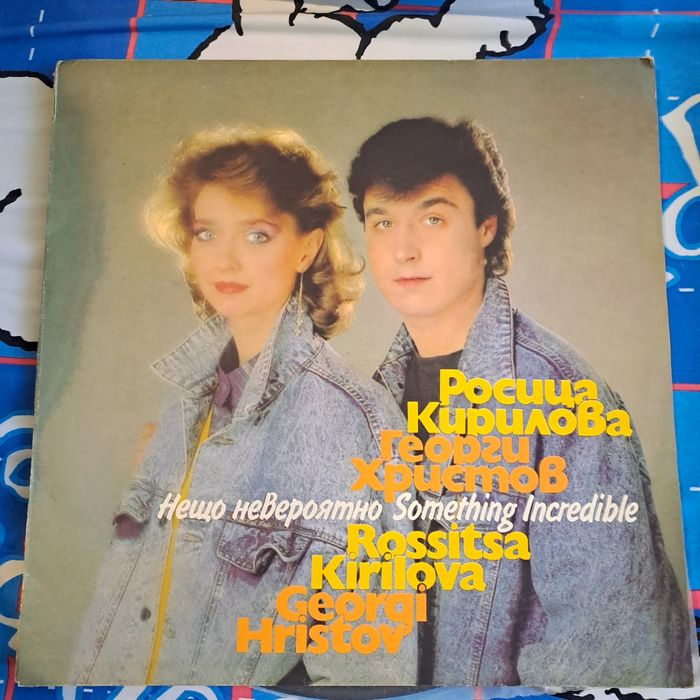 Росица
Кирилова
Георги
Христов
Нещо невероятно Something Incredible
Rossitsa
Kirilova
Georgi
Hristov